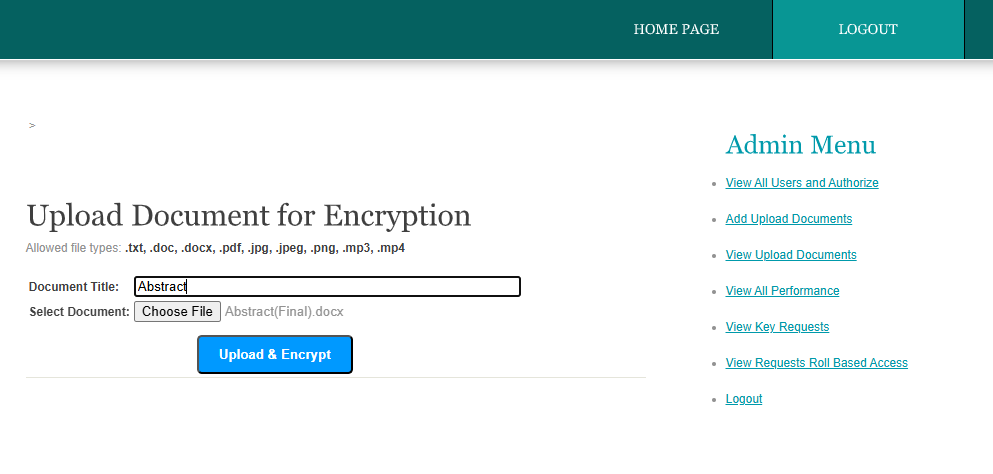 HOME PAGE
LOGOUT
>
Upload Document for Encryption
Allowed file types: .txt, .doc, .docx, .pdf, .jpg, .jpeg, .png, .mp3, .mp4
Document Title: Abstract
Select Document: Choose File Abstract(Final).docx
Upload & Encrypt
Admin Menu
View All Users and Authorize
Add Upload Documents
View Upload Documents
View All Performance
View Key Requests
View Requests Roll Based Access
Logout